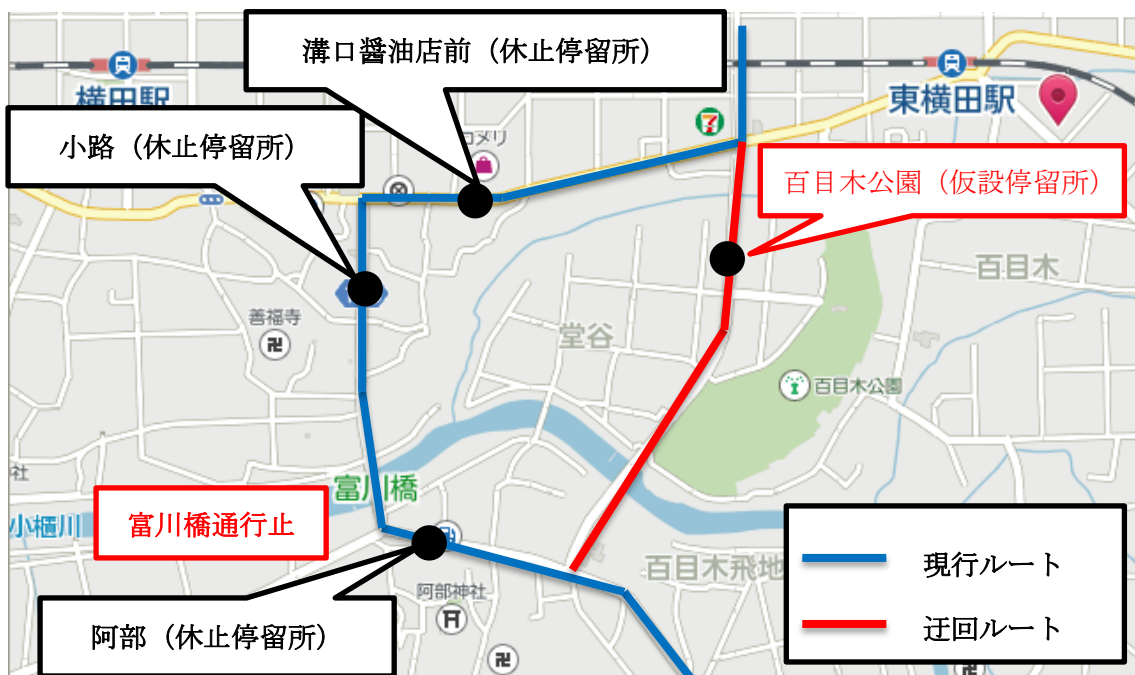 溝口醤油店前（休止停留所）
横田駅
東横田駅
小路（休止停留所）
コメリ
百目木公園（仮設停留所）
百目木
善福寺
堂谷
百目木公園
富川橋
小櫃川
富川橋通行止
百目木飛地
阿部神社
阿部（休止停留所）
現行ルート
迂回ルート